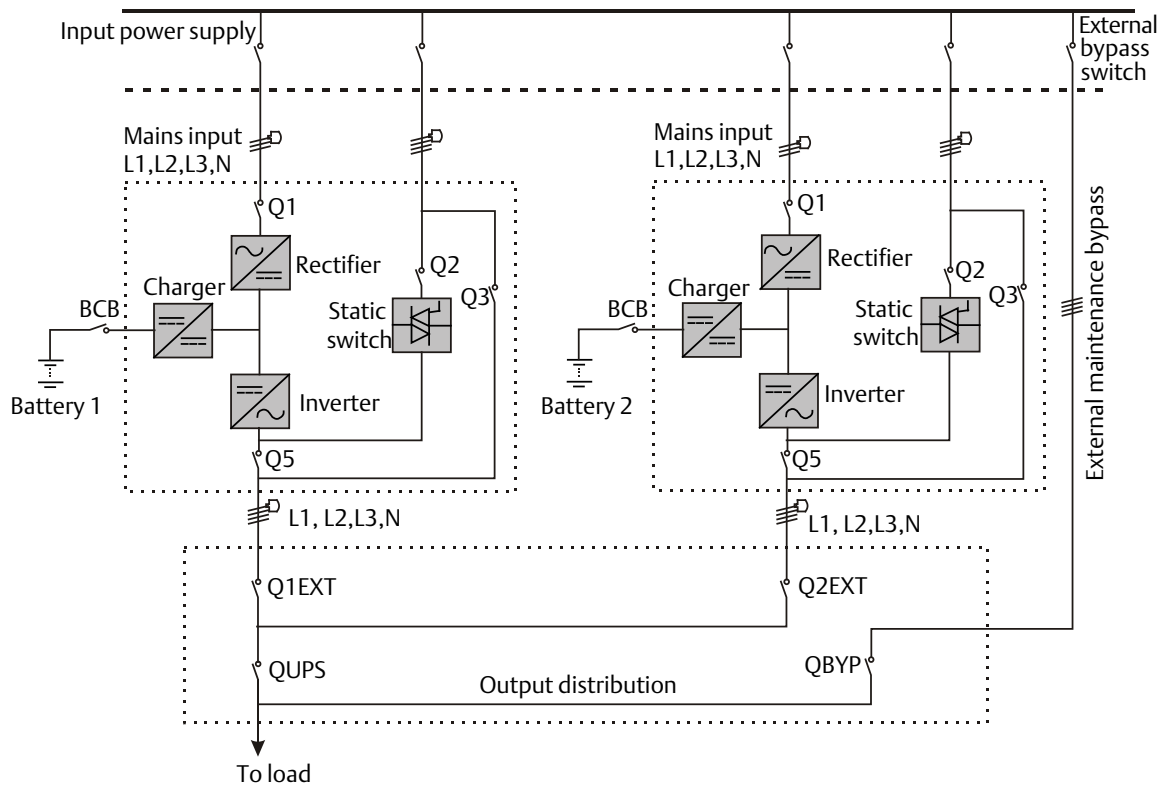 Input power supply
External
bypass
switch
Mains input
L1,L2,L3,N
Mains input
L1,L2,L3,N
Q1
Rectifier
Q2
Q3
Charger
BCB
Static
switch
Battery 1
Inverter
Q5
Q1
Rectifier
Q2
Q3
Charger
BCB
Static
switch
Battery 2
Inverter
Q5
External maintenance bypass
L1, L2,L3,N
L1, L2,L3,N
Q1EXT
Q2EXT
QUPS
QBYP
Output distribution
To load